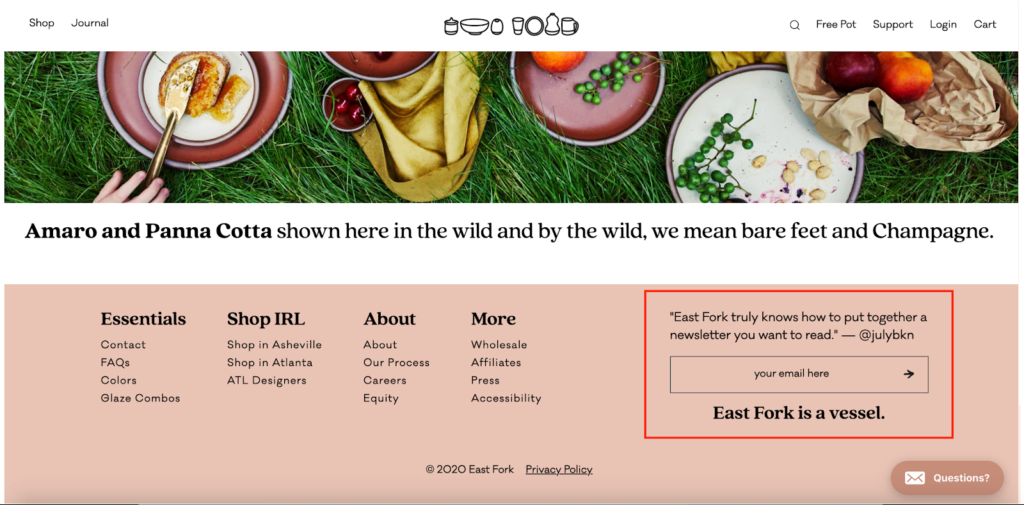 Shop Journal
Free Pot Support Login Cart
Amaro and Panna Cotta shown here in the wild and by the wild, we mean bare feet and Champagne.
Essentials
Contact
FAQs
Colors
Glaze Combos
Shop IRL
Shop in Asheville
Shop in Atlanta
ATL Designers
About
About
Our Process
Careers
Equity
More
Wholesale
Affiliates
Press
Accessibility
"East Fork truly knows how to put together a
newsletter you want to read." — @julybkn
your email here →
East Fork is a vessel.
© 2020 East Fork Privacy Policy
Questions?